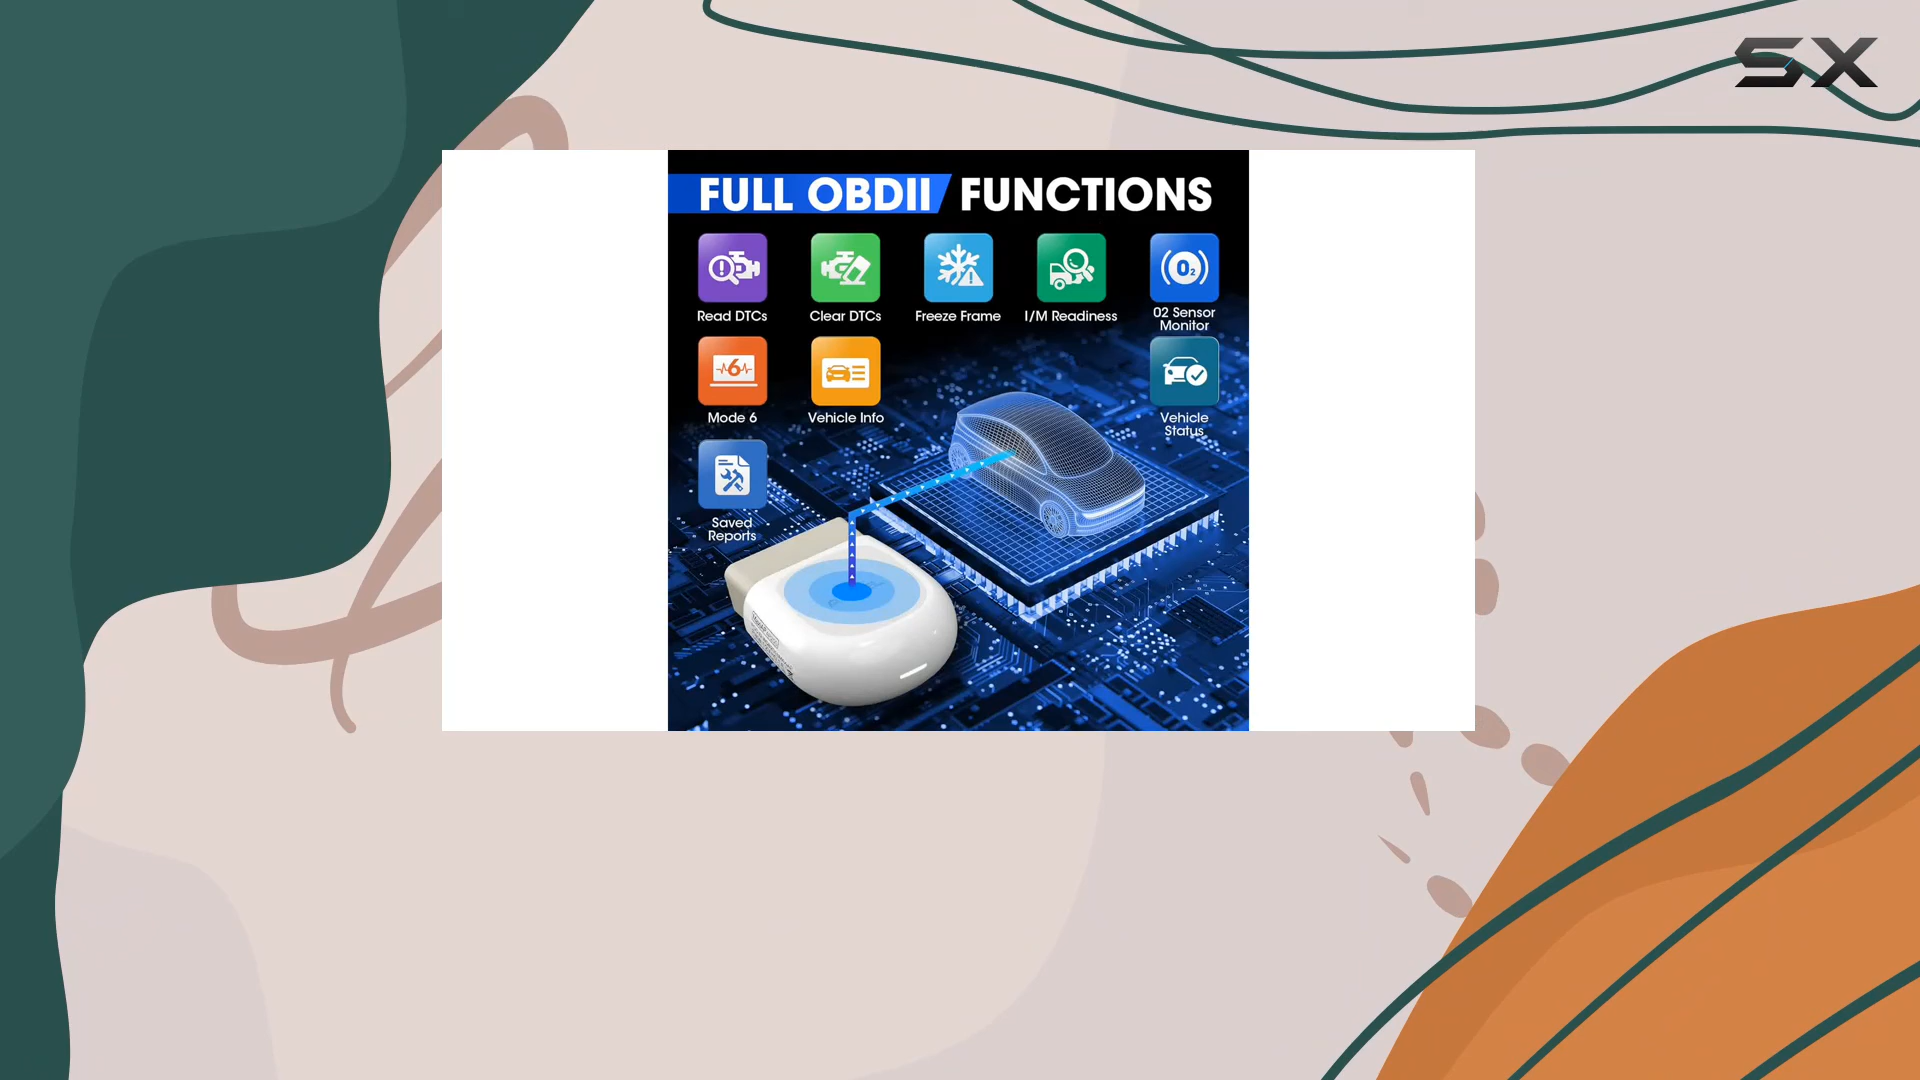 SX
FULL OBDII FUNCTIONS
Read DTCs
Clear DTCs
Freeze Frame
I/M Readiness
02 Sensor
Monitor
Mode 6
Vehicle Info
Vehicle
Status
Saved
Reports